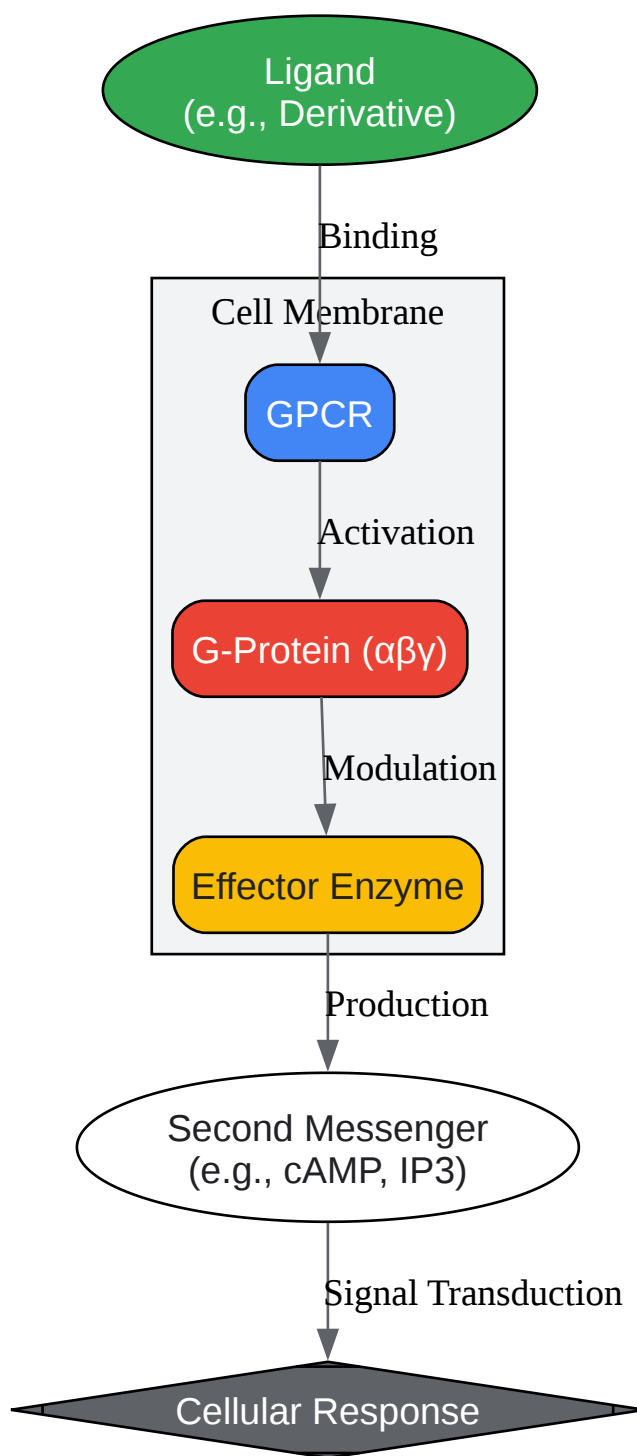 Ligand
(e.g., Derivative)
Binding
Cell Membrane
GPCR
Activation
G-Protein (αβγ)
Modulation
Effector Enzyme
Production
Second Messenger
(e.g., cAMP, IP3)
Signal Transduction
Cellular Response